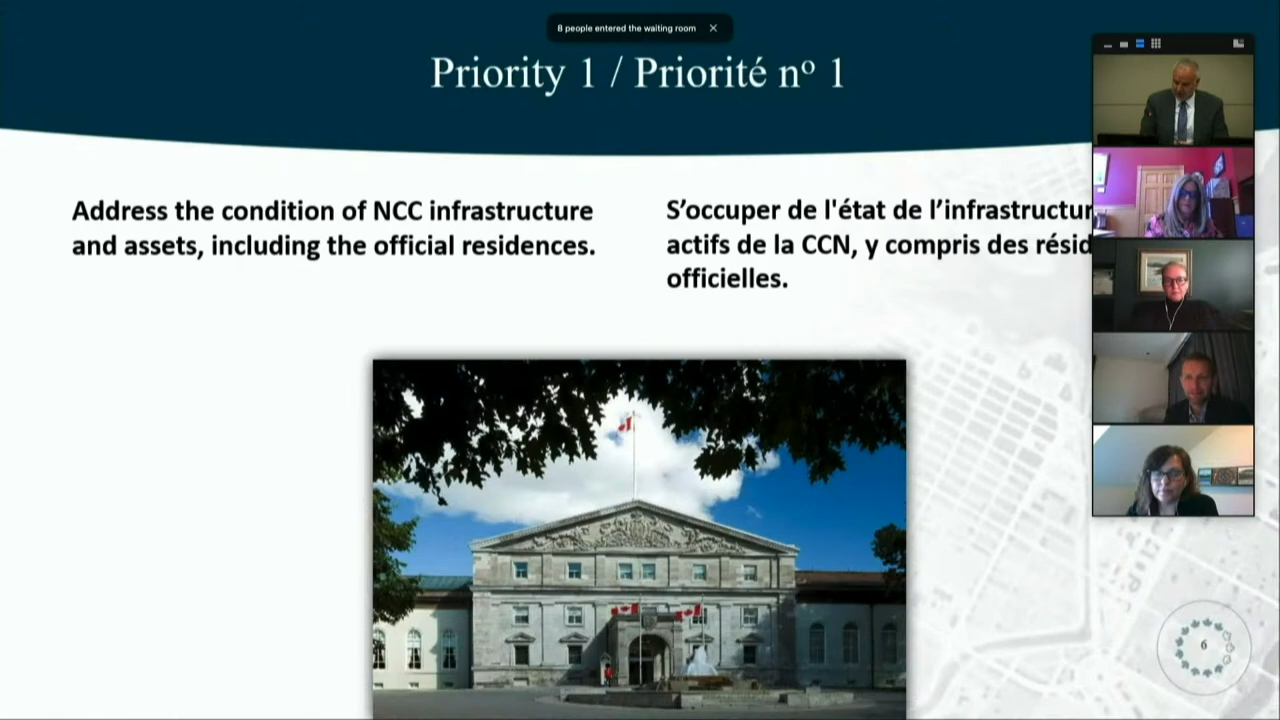 8 people entered the waiting room
Priority 1 / Priorité nº 1
Address the condition of NCC infrastructure
and assets, including the official residences.
S’occuper de l'état de l’infrastructur
actifs de la CCN, y compris des résid
officielles.
6